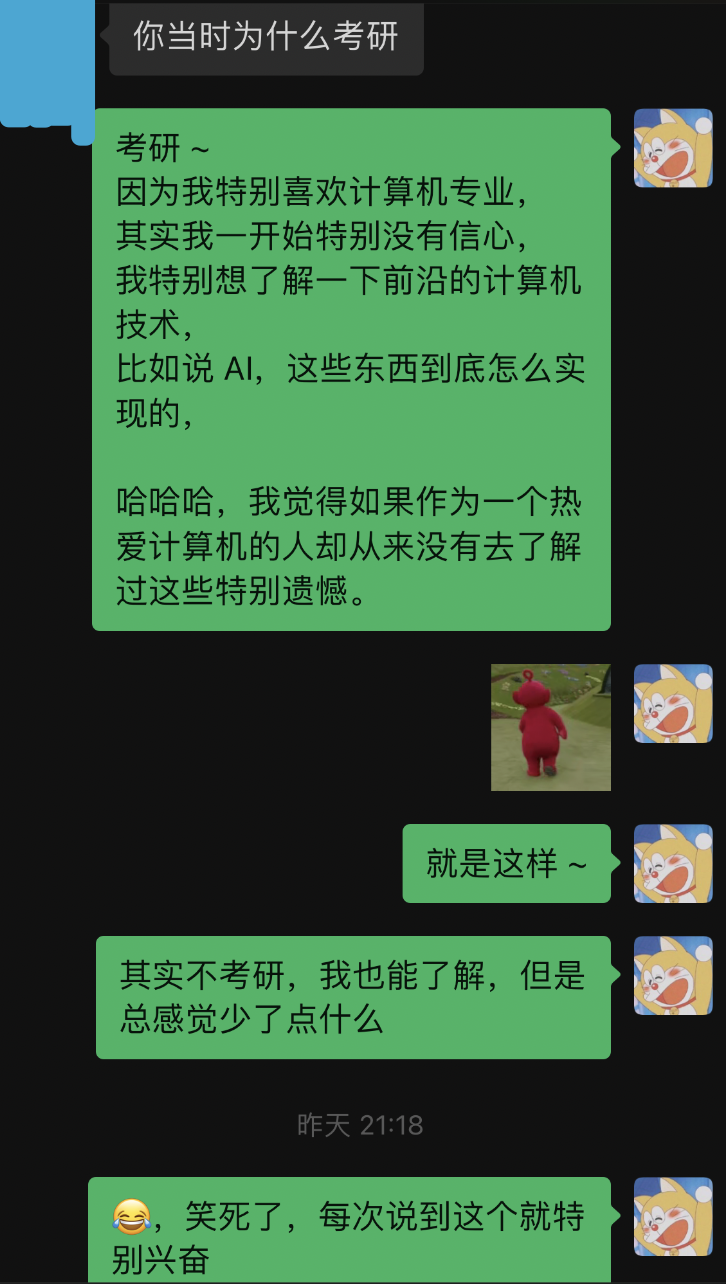 你当时为什么考研
考研 ~
因为我特别喜欢计算机专业，
其实我一开始特别没有信心，
我特别想了解一下前沿的计算机
技术，
比如说 AI，这些东西到底怎么实
现的，
哈哈哈，我觉得如果作为一个热
爱计算机的人却从来没有去了解
过这些特别遗憾。
就是这样 ~
其实不考研，我也能了解，但是
总感觉少了点什么
昨天 21:18
😂，笑死了，每次说到这个就特
别兴奋